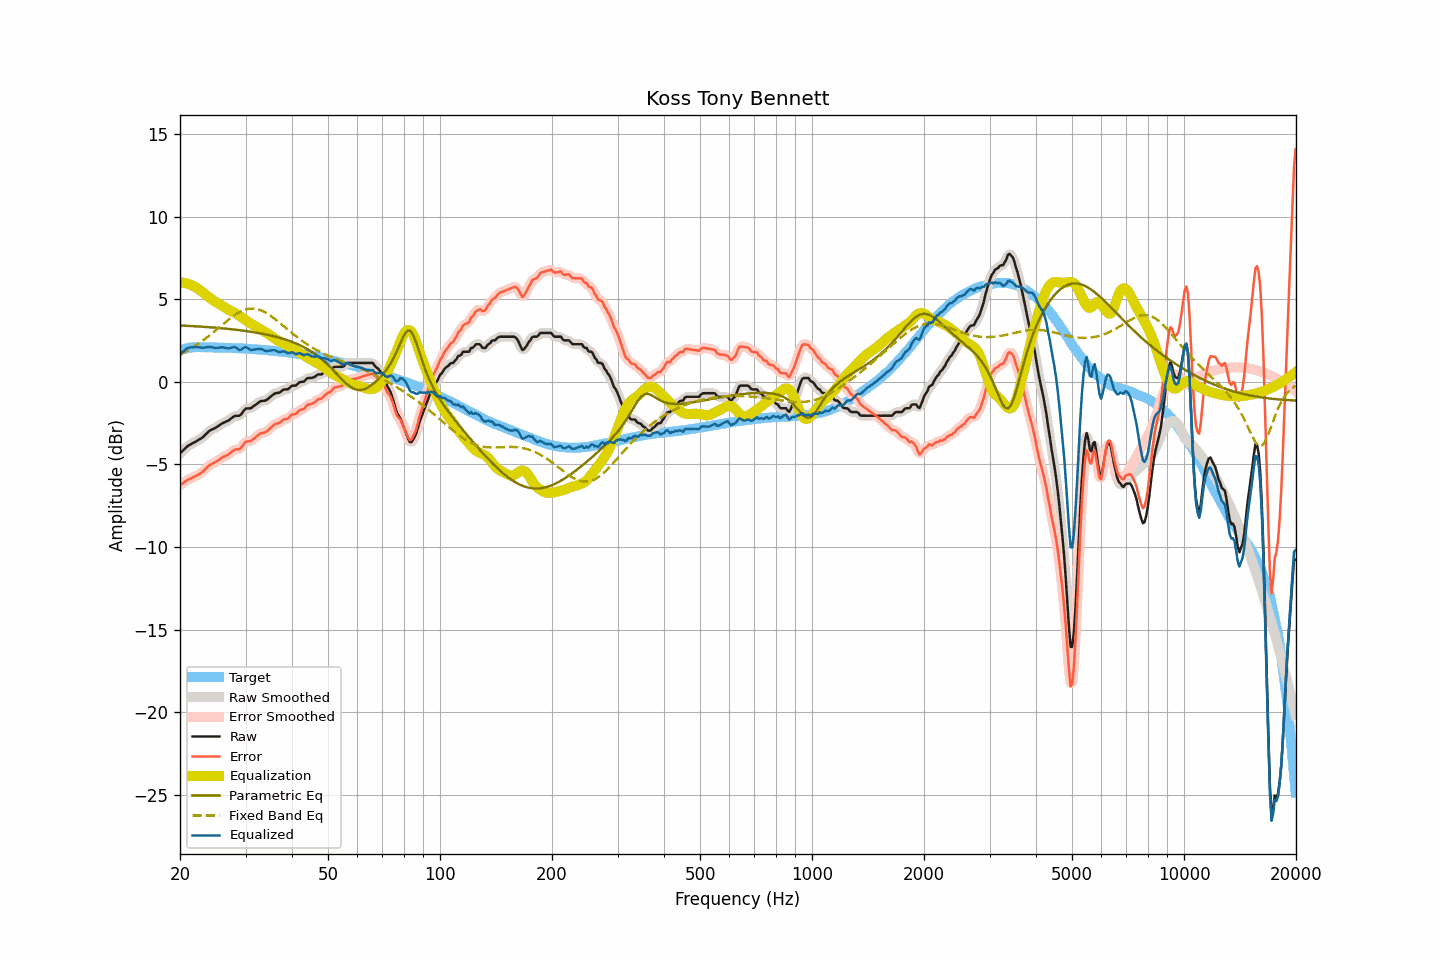 Koss Tony Bennett
15
10
5
0
−5
−10
−15
−20
−25
Amplitude (dBr)
Target
Raw Smoothed
Error Smoothed
Raw
Error
Equalization
Parametric Eq
Fixed Band Eq
Equalized
20 50 100 200 500 1000 2000 5000 10000 20000
Frequency (Hz)